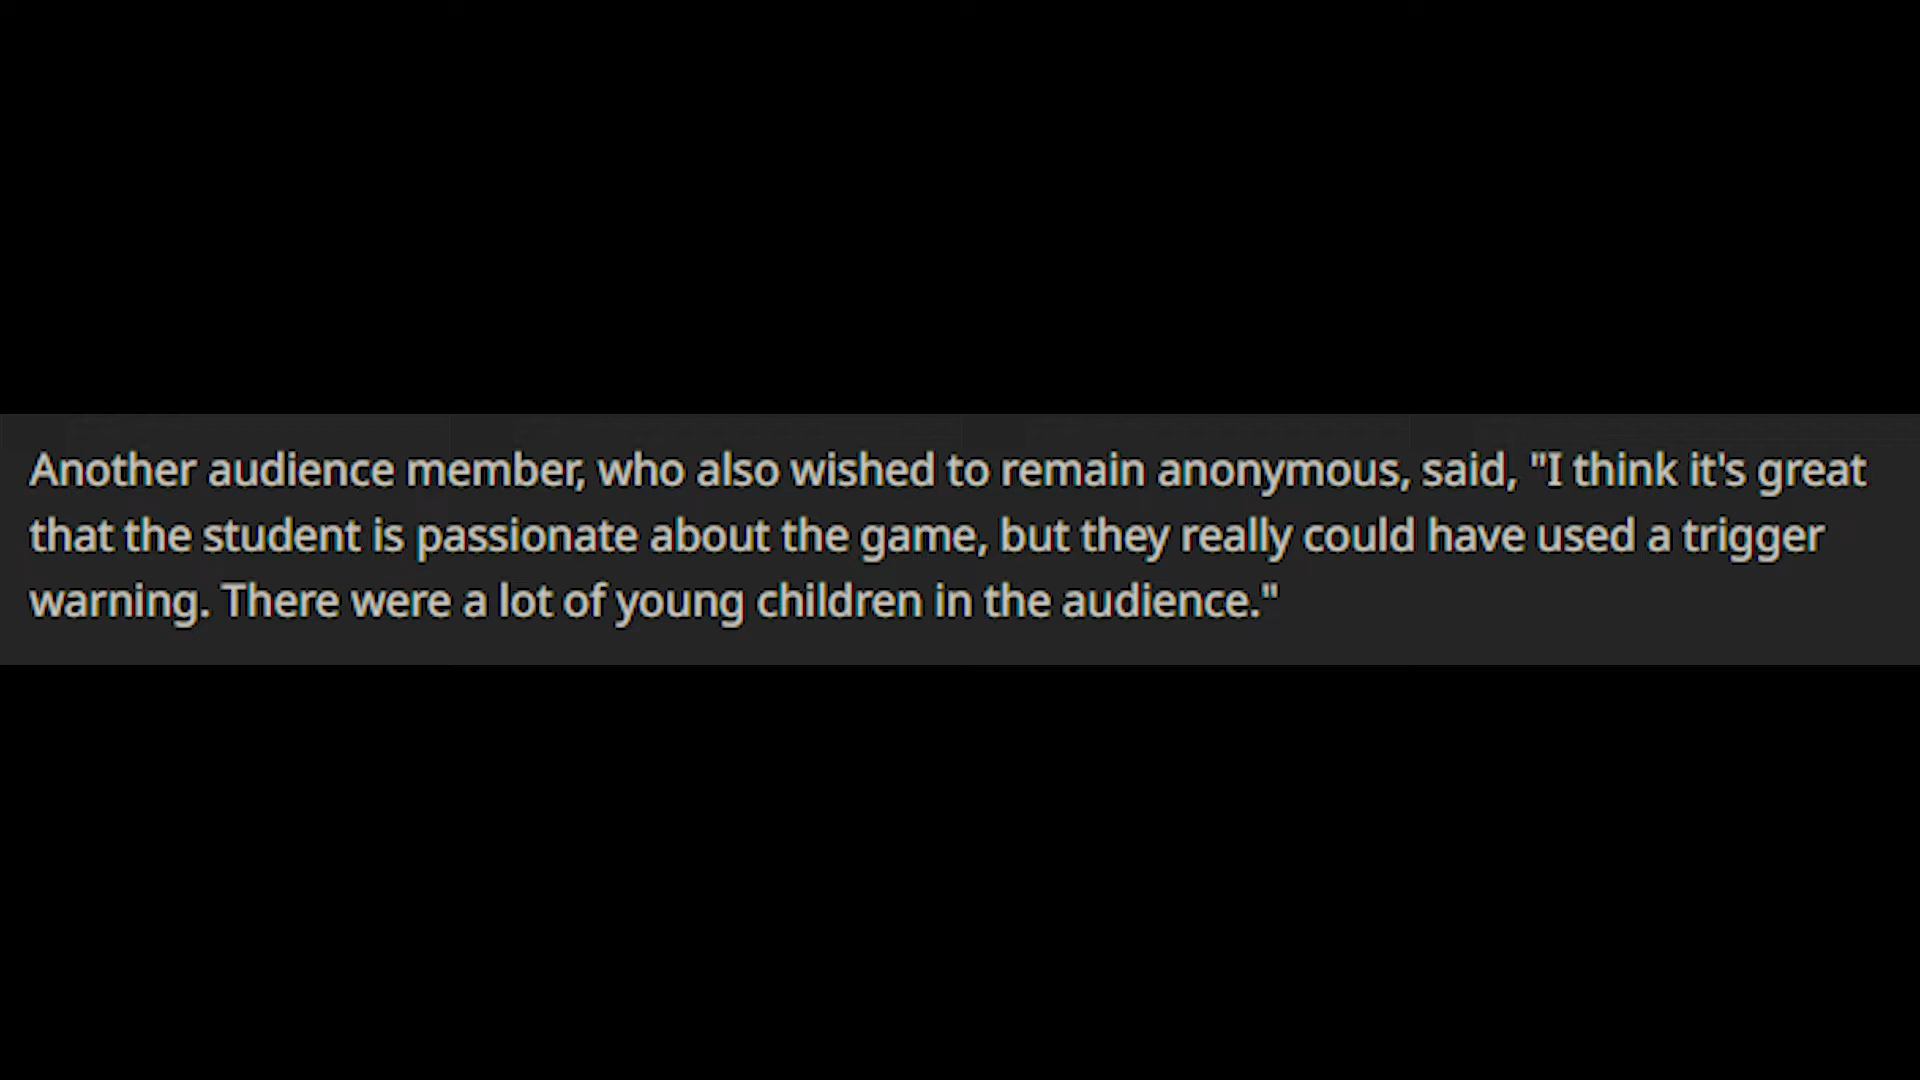 Another audience member, who also wished to remain anonymous, said, "I think it's great
that the student is passionate about the game, but they really could have used a trigger
warning. There were a lot of young children in the audience."